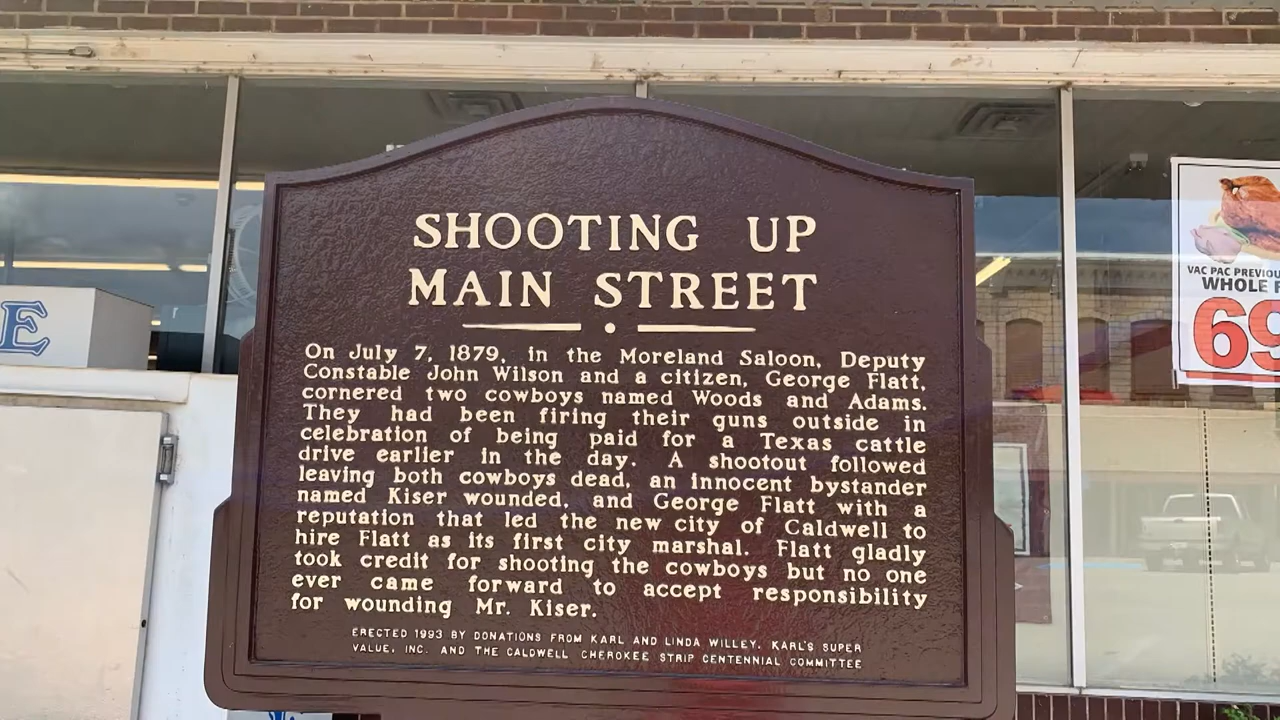 SHOOTING UP
MAIN STREET
On July 7, 1879, in the Moreland Saloon, Deputy
Constable John Wilson and a citizen, George Flatt,
cornered two cowboys named Woods and Adams.
They had been firing their guns outside in
celebration of being paid for a Texas cattle
drive earlier in the day. A shootout followed
leaving both cowboys dead, an innocent bystander
named Kiser wounded, and George Flatt with a
reputation that led the new city of Caldwell to
hire Flatt as its first city marshal. Flatt gladly
took credit for shooting the cowboys but no one
ever came forward to accept responsibility
for wounding Mr. Kiser.
ERECTED 1993 BY DONATIONS FROM KARL AND LINDA WILLEY, KARL'S SUPER
VALUE, INC. AND THE CALDWELL CHEROKEE STRIP CENTENNIAL COMMITTEE
E
VAC PAC
WHOLE
69